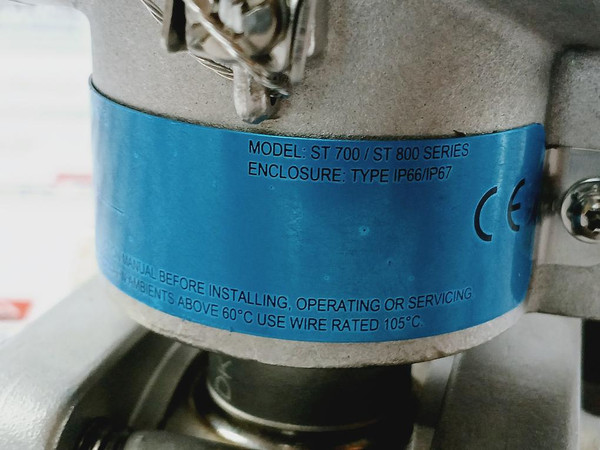 MODEL: ST 700 / ST 800 SERIES
ENCLOSURE: TYPE IP66/IP67
CE
MANUAL BEFORE INSTALLING, OPERATING OR SERVICING
AMBIENTS ABOVE 60°C USE WIRE RATED 105°C.